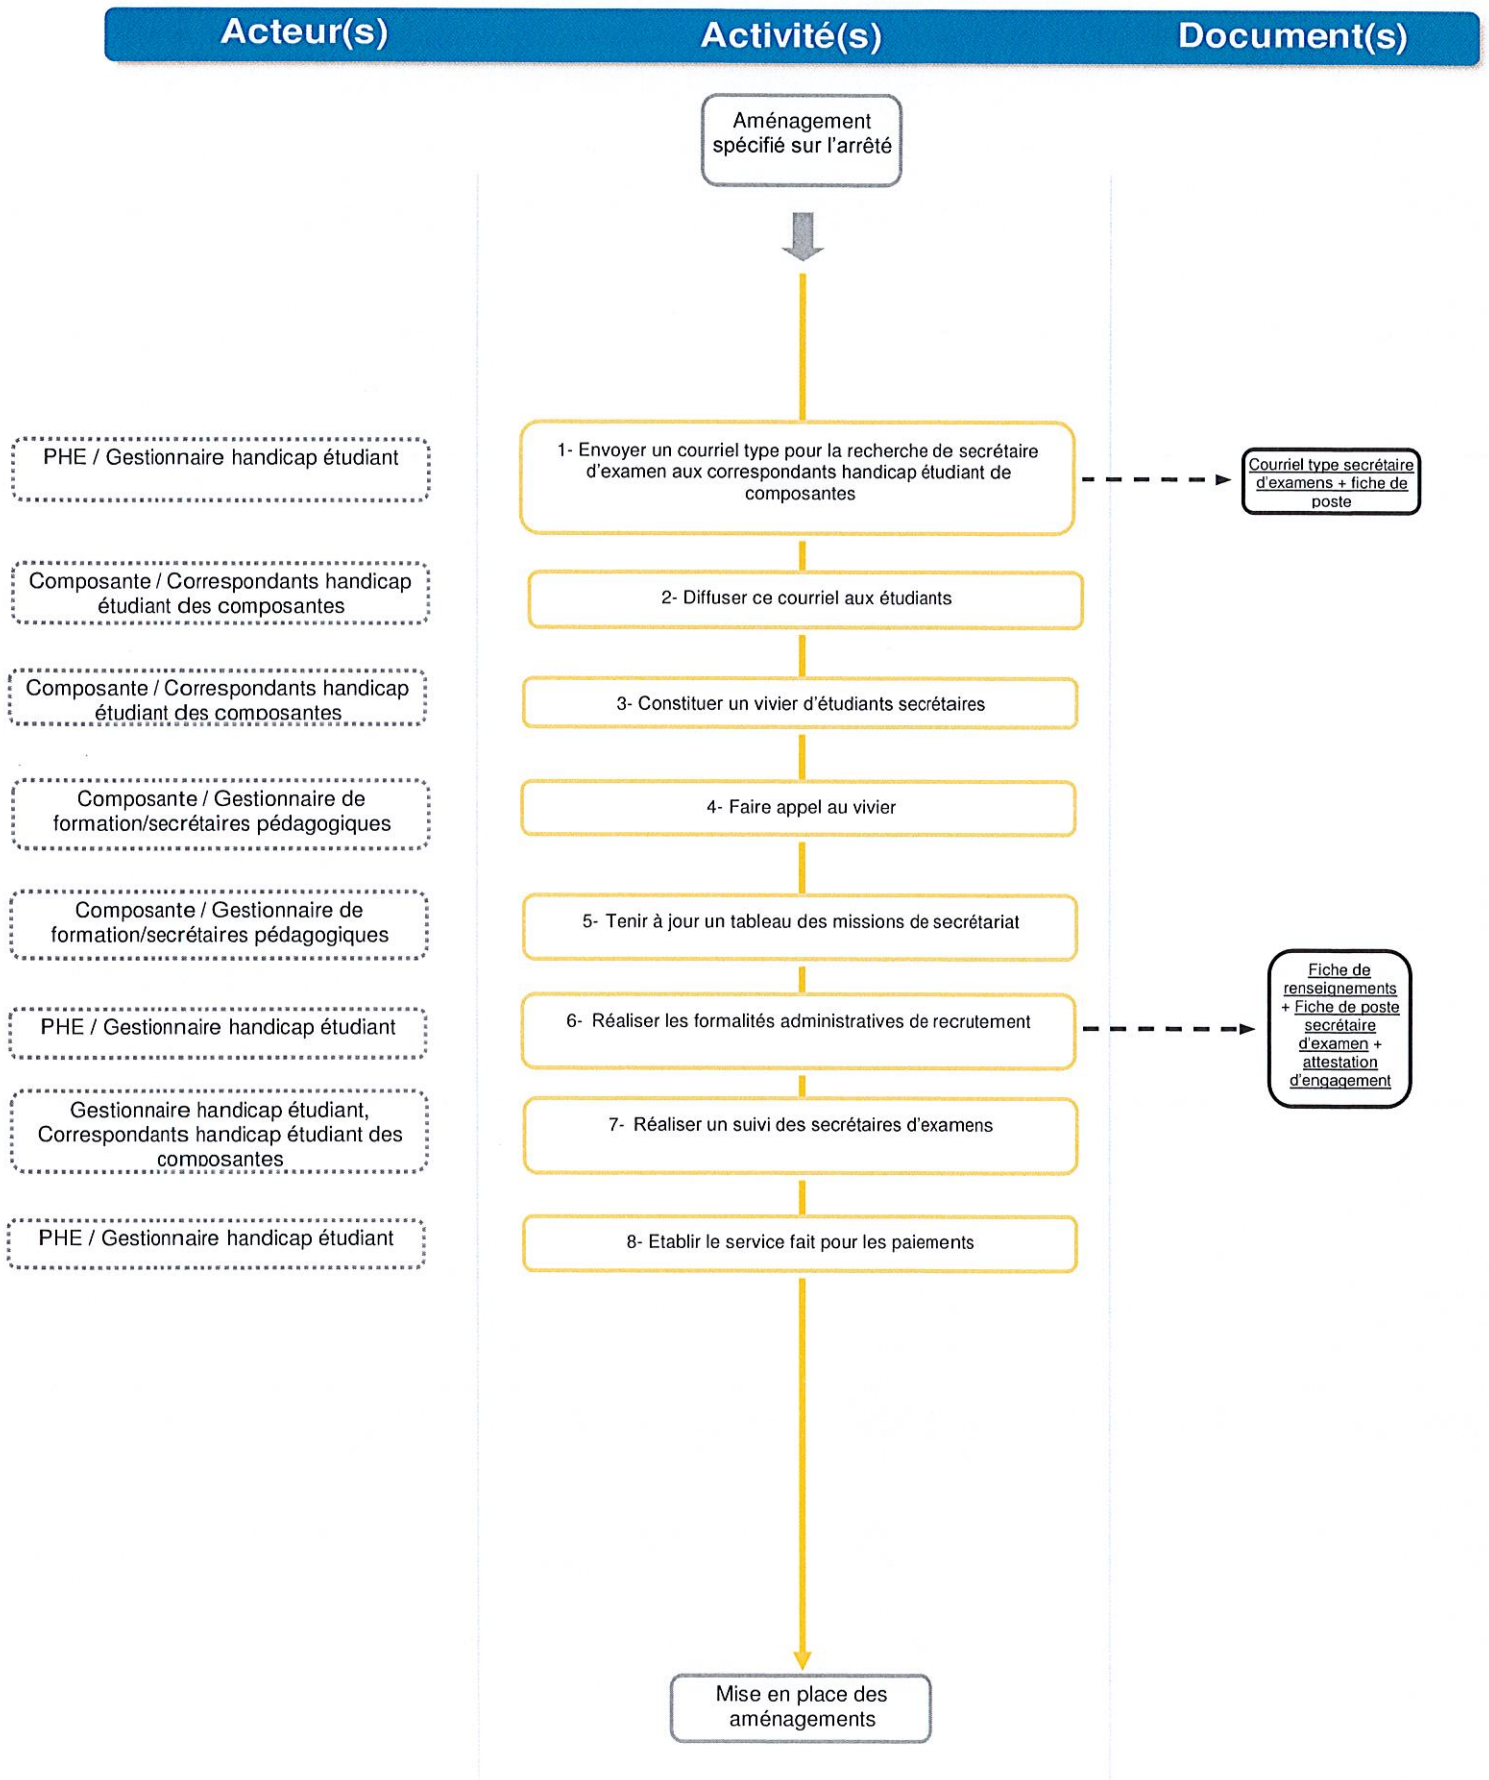 Acteur(s)
Activité(s)
Document(s)
Aménagement
spécifié sur l'arrêté
PHE / Gestionnaire handicap étudiant
1- Envoyer un courriel type pour la recherche de secrétaire
d'examen aux correspondants handicap étudiant de
composantes
Courriel type secrétaire
d'examens + fiche de
poste
Composante / Correspondants handicap
étudiant des composantes
2- Diffuser ce courriel aux étudiants
Composante / Correspondants handicap
étudiant des composantes
3- Constituer un vivier d'étudiants secrétaires
Composante / Gestionnaire de
formation/secrétaires pédagogiques
4- Faire appel au vivier
Composante / Gestionnaire de
formation/secrétaires pédagogiques
5- Tenir à jour un tableau des missions de secrétariat
PHE / Gestionnaire handicap étudiant
6- Réaliser les formalités administratives de recrutement
Fiche de
renseignements
+ Fiche de poste
secrétaire
d'examen +
attestation
d'engagement
Gestionnaire handicap étudiant,
Correspondants handicap étudiant des
composantes
7- Réaliser un suivi des secrétaires d'examens
PHE / Gestionnaire handicap étudiant
8- Etablir le service fait pour les paiements
Mise en place des
aménagements